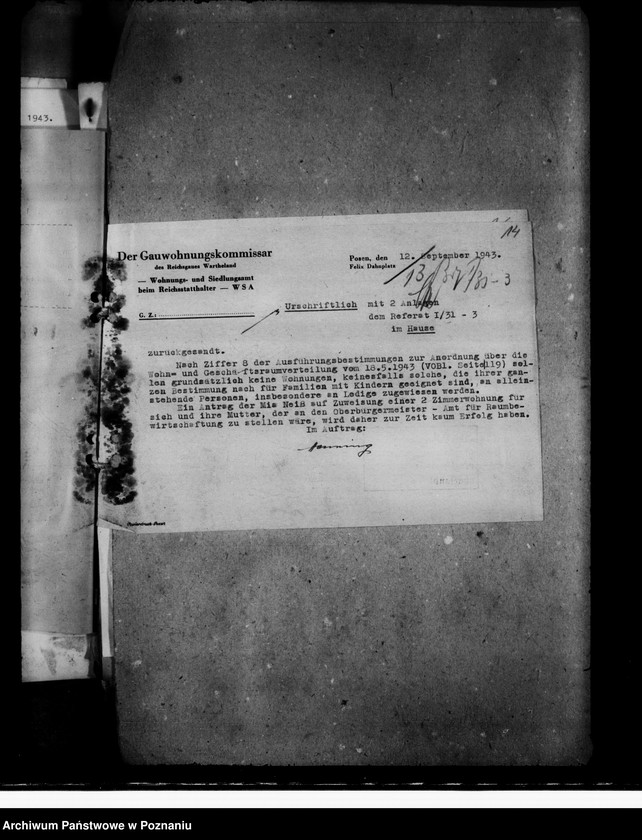 1943.
14
Der Gauwohnungskommissar
des Reichsgaues Wartheland
— Wohnungs- und Siedlungsamt
beim Reichsstatthalter — WSA
G. Z.:
Posen, den 12. September 1943.
Felix Dahnplatz
Urschriftlich mit 2 Anlagen
dem Referat I/31 - 3
im Hause
zurückgesandt.
Nach Ziffer 8 der Ausführungsbestimmungen zur Anordnung über die
Wohn- und Geschäftsraumverteilung vom 18.5.1943 (VOBl. Seite 119) sol-
len grundsätzlich keine Wohnungen, keinesfalls solche, die ihrer gan-
zen Bestimmung nach für Familien mit Kindern geeignet sind, an allein-
stehende Personen, insbesondere an Ledige zugewiesen werden.
Ein Antrag der Mis Neiß auf Zuweisung einer 2 Zimmerwohnung für
sich und ihre Mutter, der an den Oberbürgermeister - Amt für Raumbe-
wirtschaftung zu stellen wäre, wird daher zur Zeit kaum Erfolg haben.
Im Auftrag:
Archiwum Państwowe w Poznaniu